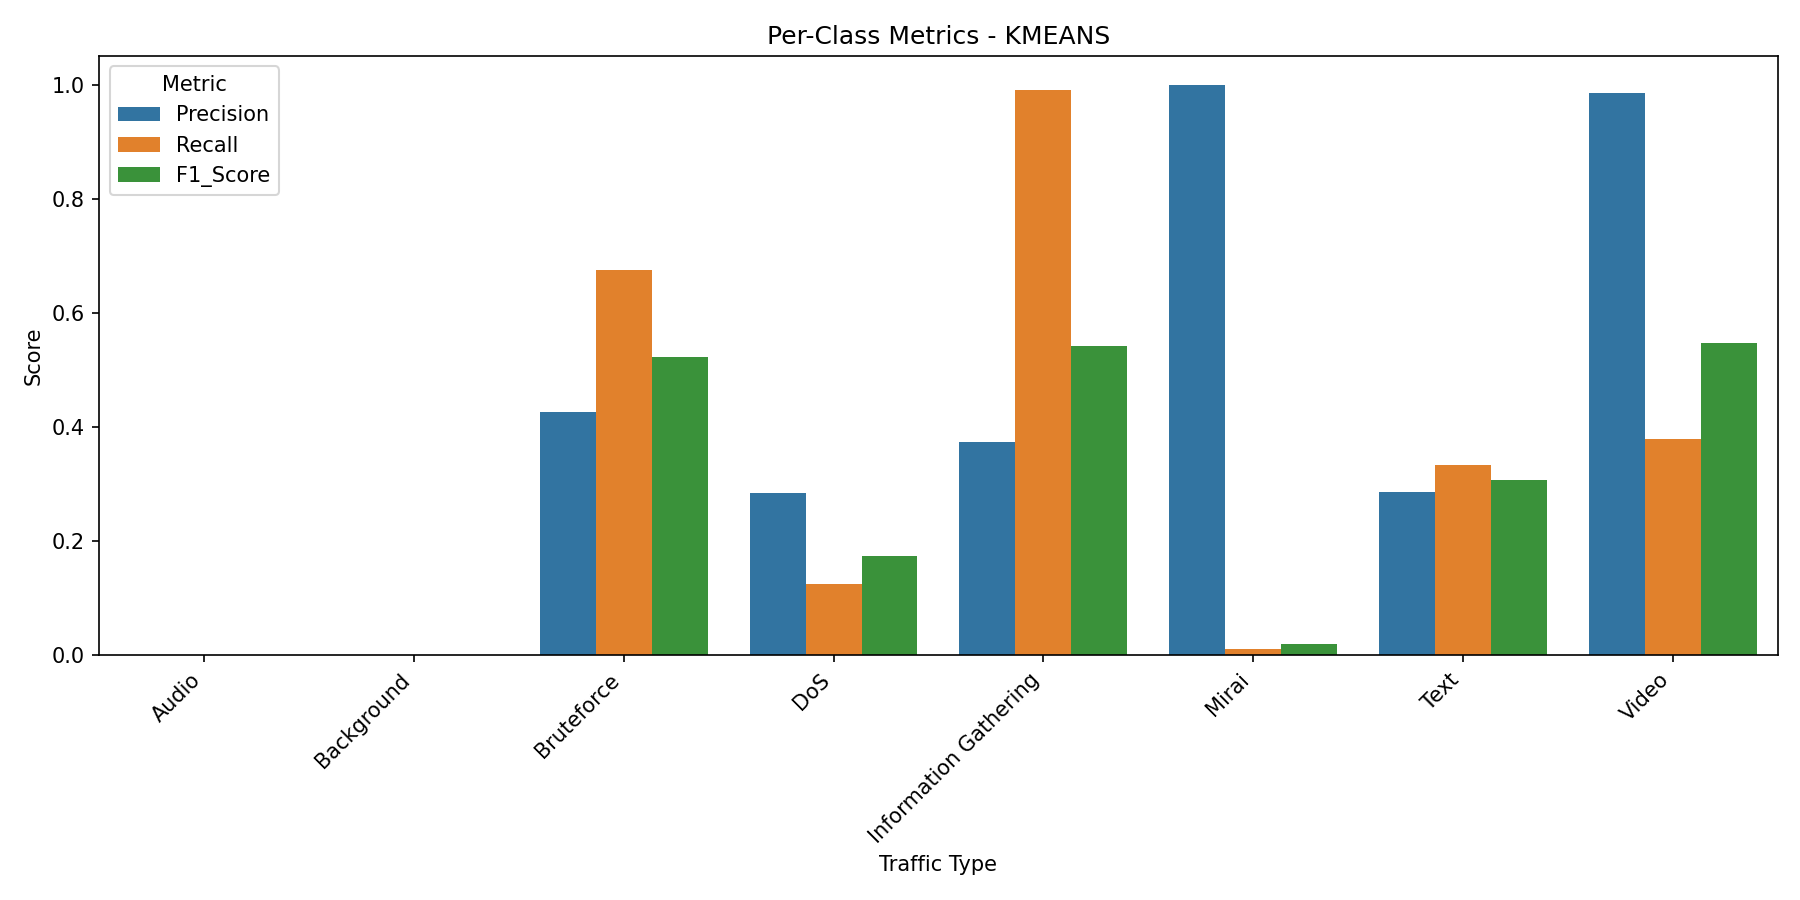 Per-Class Metrics - KMEANS
Metric
Precision
Recall
F1_Score
Score
1.0
0.8
0.6
0.4
0.2
0.0
Audio
Background
Bruteforce
DoS
Information Gathering
Mirai
Text
Video
Traffic Type